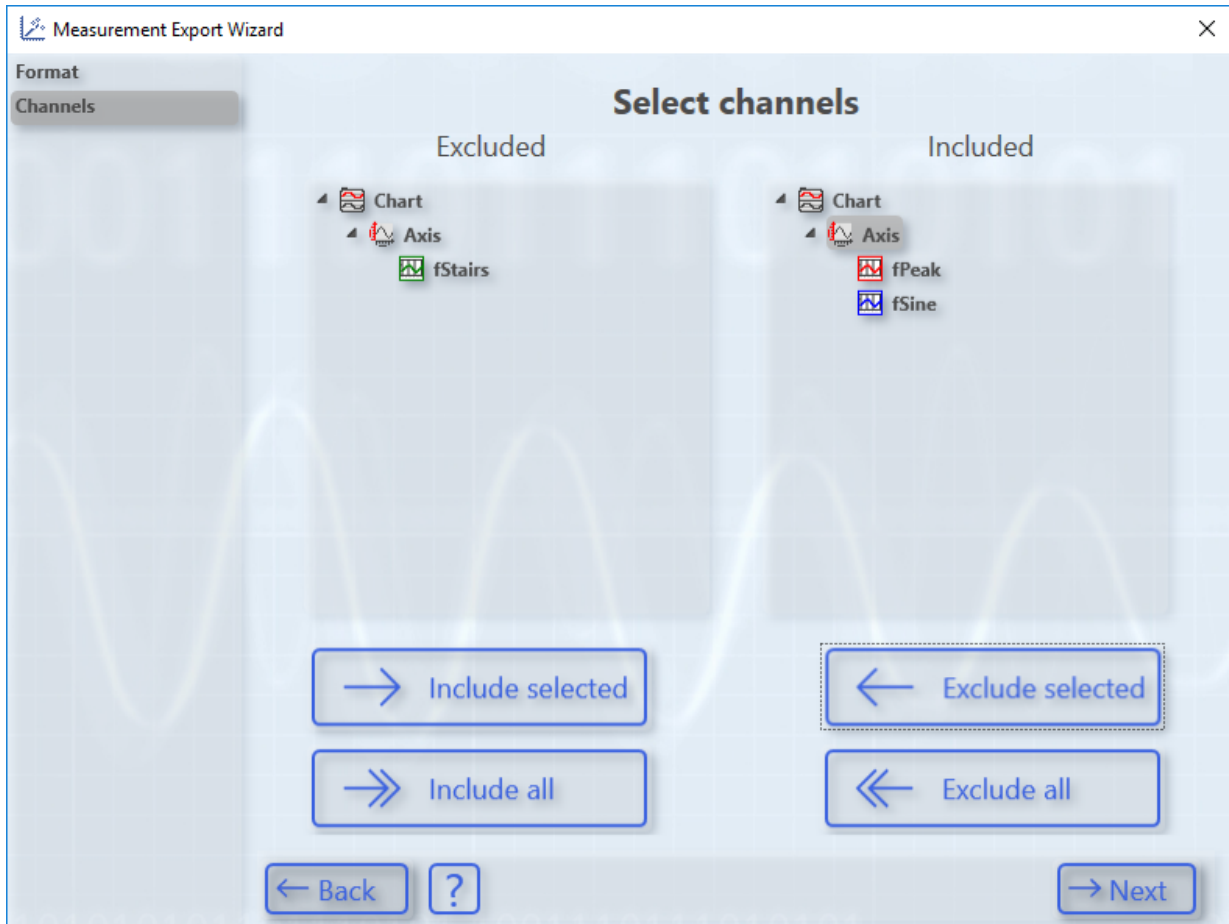 Measurement Export Wizard
Format
Channels
Select channels
Excluded
Included
Chart
Axis
fStairs
Chart
Axis
fPeak
fSine
Include selected
Exclude selected
Include all
Exclude all
Back
?
Next